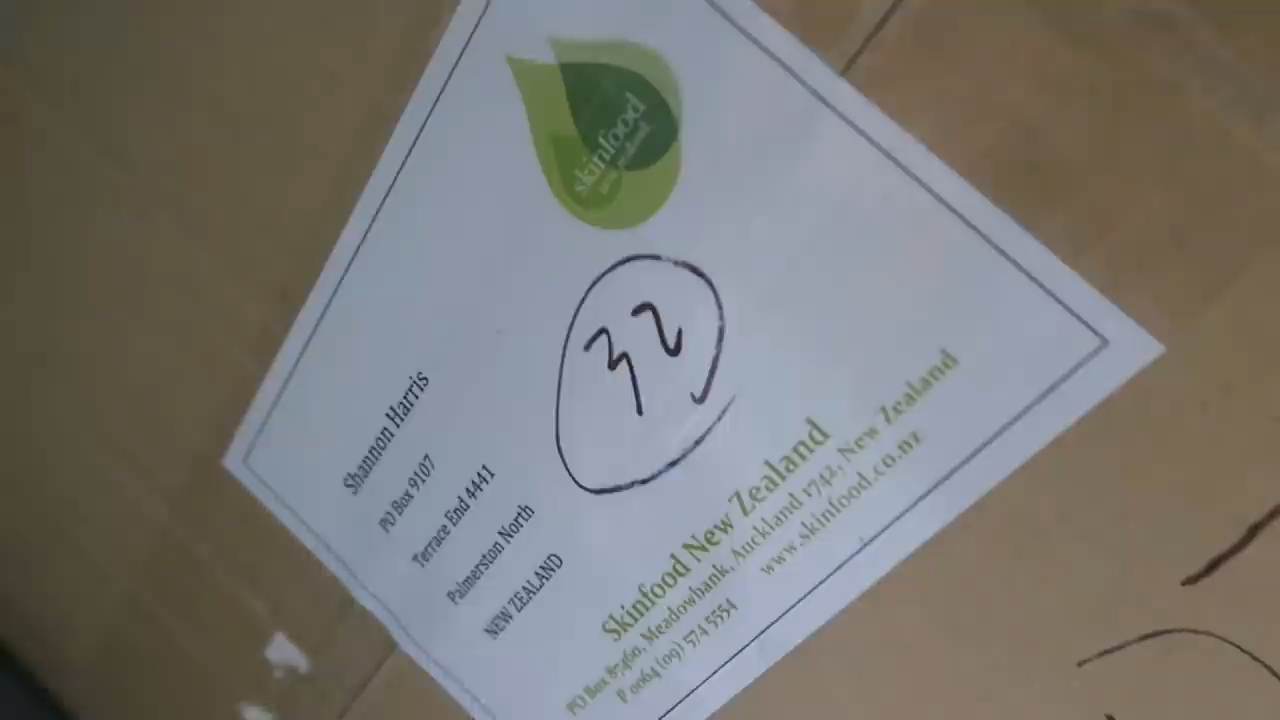 skinfood
32
Shannon Harris
PO Box 9107
Terrace End 4441
Palmerston North
NEW ZEALAND
Skinfood New Zealand
PO Box 87460, Meadowbank, Auckland 1742, New Zealand
P 0064 (09) 574 5554
www.skinfood.co.nz